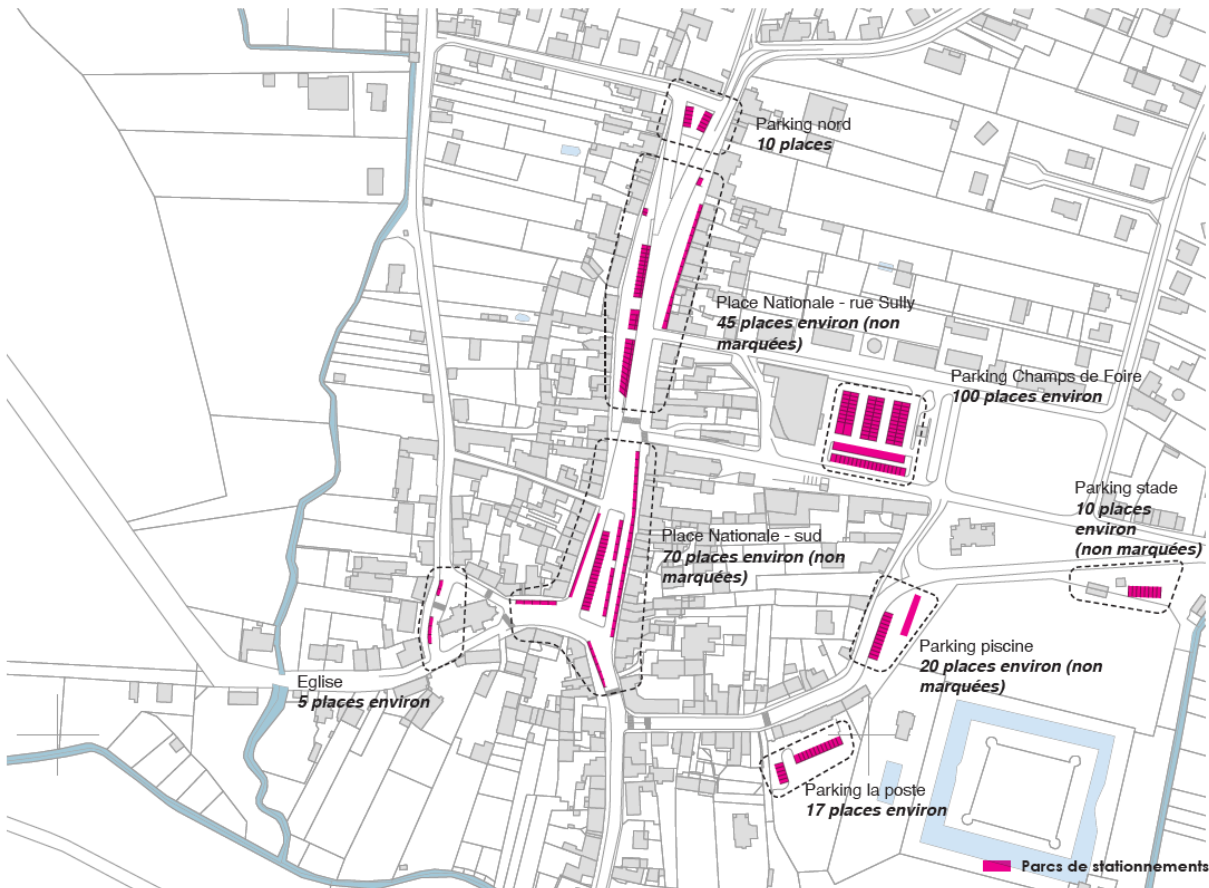 Parking nord
10 places
Place Nationale - rue Sully
45 places environ (non
marquées)
Parking Champs de Foire
100 places environ
Parking stade
10 places
environ
(non marquées)
Place Nationale - sud
70 places environ (non
marquées)
Parking piscine
20 places environ (non
marquées)
Eglise
5 places environ
Parking la poste
17 places environ
Parcs de stationnements